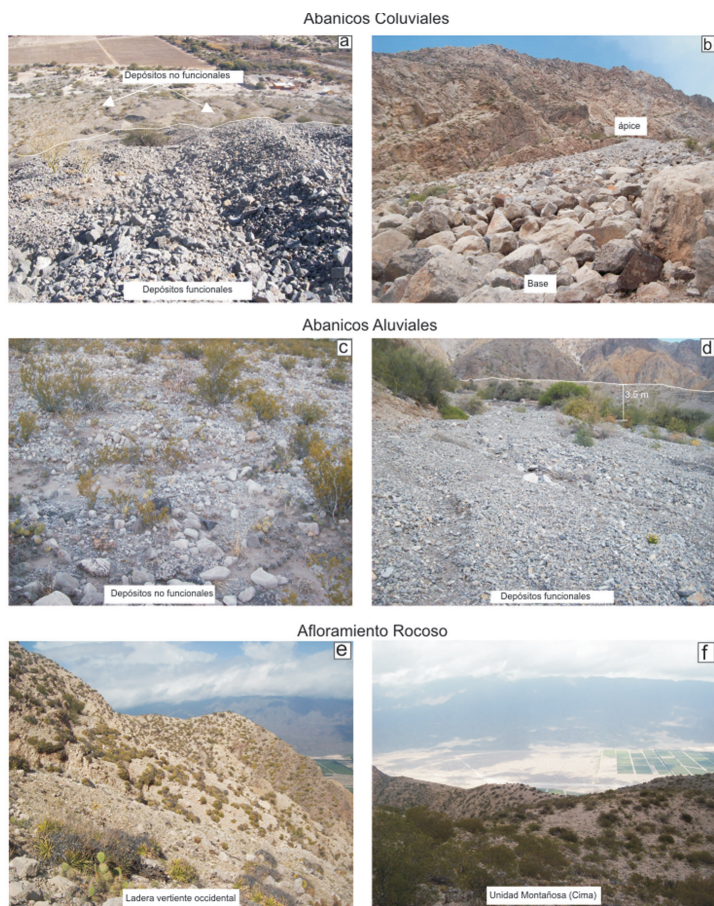 Abanicos Coluviales
a
Depósitos no funcionales
Depósitos funcionales
b
ápice
Base
Abanicos Aluviales
c
Depósitos no funcionales
d
3,5 m
Depósitos funcionales
Afloramiento Rocoso
e
Ladera vertiente occidental
f
Unidad Montañosa (Cima)